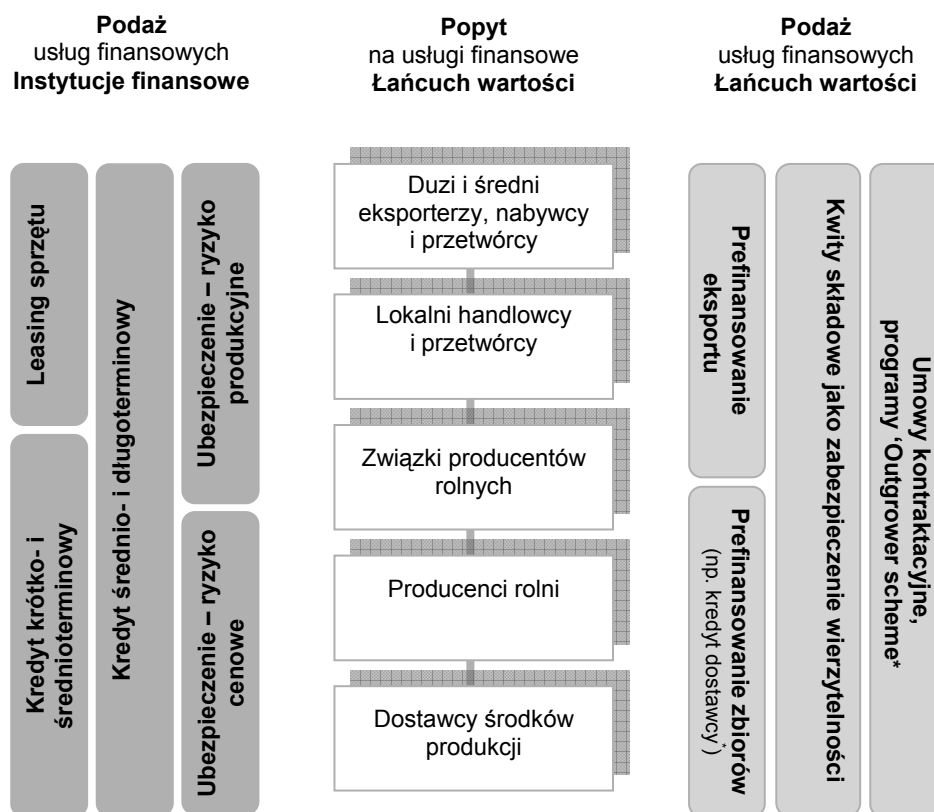 Podaż
usług finansowych
Instytucje finansowe
Popyt
na usługi finansowe
Łańcuch wartości
Podaż
usług finansowych
Łańcuch wartości
Leasing sprzętu
Kredyt krótko- i
średnioterminowy
Kredyt średnio- i długoterminowy
Ubezpieczenie – ryzyko
produkcyjne
Ubezpieczenie – ryzyko
cenowe
Duzi i średni
eksporterzy, nabywcy
i przetwórcy
Lokalni handlowcy
i przetwórcy
Związki producentów
rolnych
Producenci rolni
Dostawcy środków
produkcji
Prefinansowanie
eksportu
Prefinansowanie zbiorów
(np. kredyt dostawcy*)
Kwity składowe jako zabezpieczenie wierzytelności
Umowy kontraktacyjne,
programy ‘Outgrower scheme*